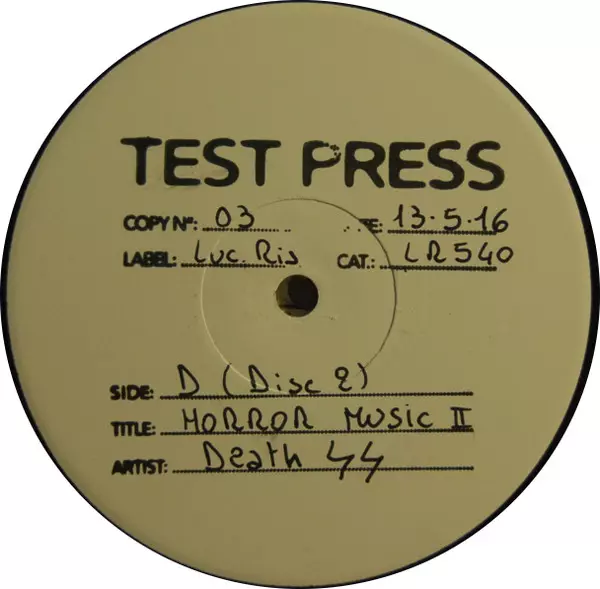 TEST PRESS
COPY Nº: 03 E: 13.5.16
LABEL: Luc. Ris CAT.: LR540
SIDE: D (Disc 2)
TITLE: HORROR Music II
ARTIST: Death 44